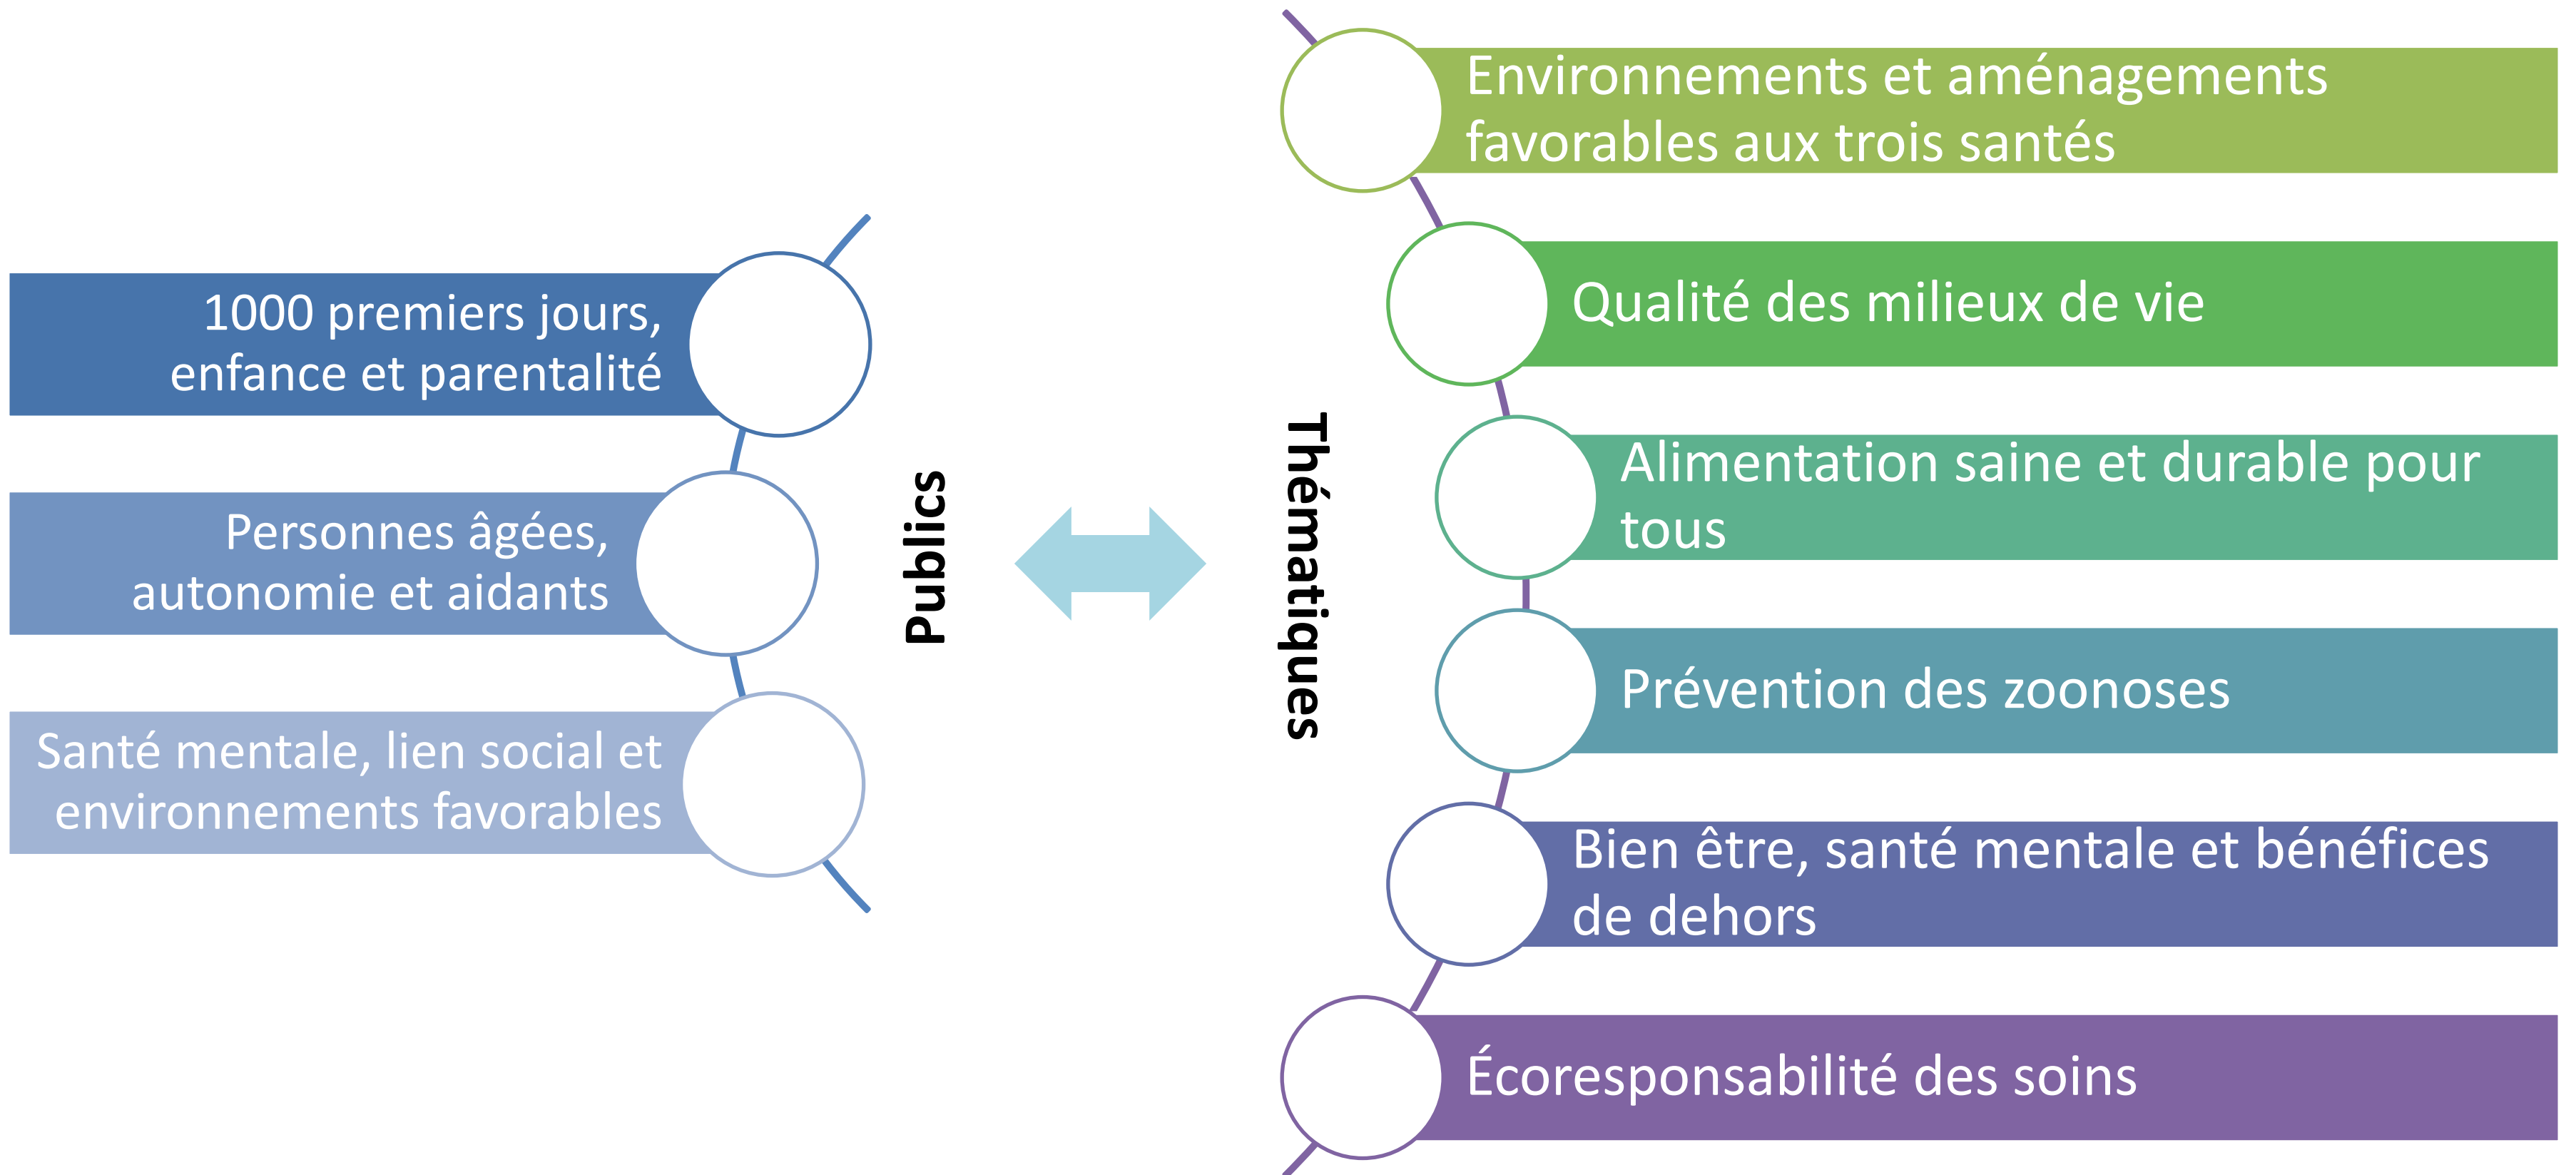 1000 premiers jours,
enfance et parentalité
Personnes âgées,
autonomie et aidants
Santé mentale, lien social et
environnements favorables
Publics
Thématiques
Environnements et aménagements
favorables aux trois santés
Qualité des milieux de vie
Alimentation saine et durable pour
tous
Prévention des zoonoses
Bien être, santé mentale et bénéfices
de dehors
Écoresponsabilité des soins